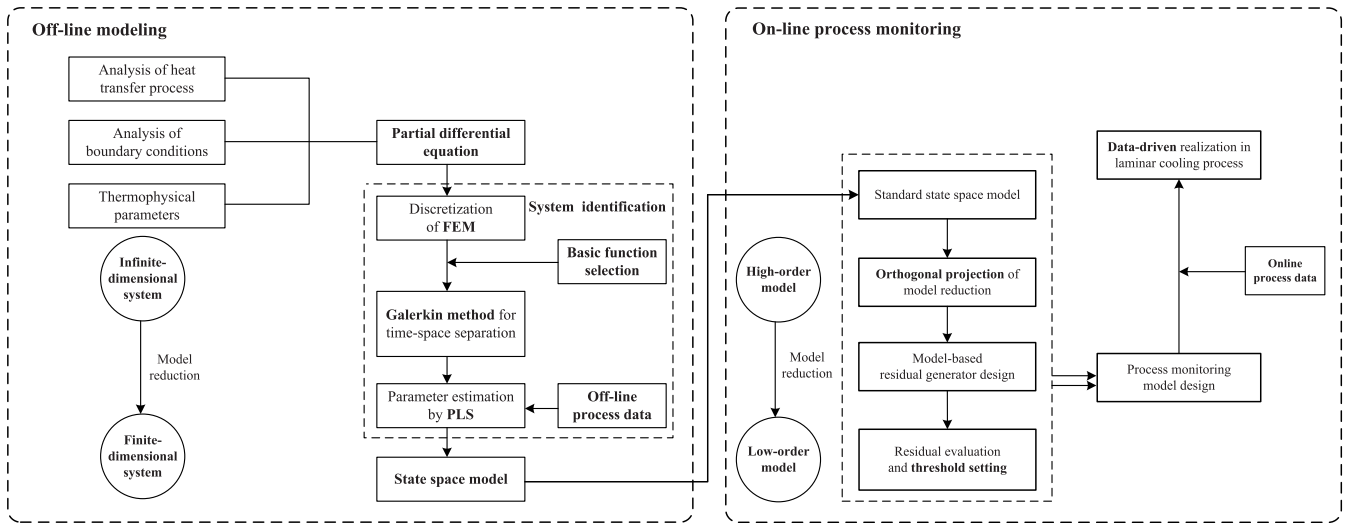 Off-line modeling
Analysis of heat
transfer process
Analysis of
boundary conditions
Thermophysical
parameters
Infinite-
dimensional
system
Model
reduction
Finite-
dimensional
system
Partial differential
equation
System identification
Discretization
of FEM
Basic function
selection
Galerkin method for
time-space separation
Parameter estimation
by PLS
Off-line
process data
State space model
On-line process monitoring
High-order
model
Model
reduction
Low-order
model
Standard state space model
Orthogonal projection of
model reduction
Model-based
residual generator design
Residual evaluation
and threshold setting
Data-driven realization in
laminar cooling process
Online
process data
Process monitoring
model design